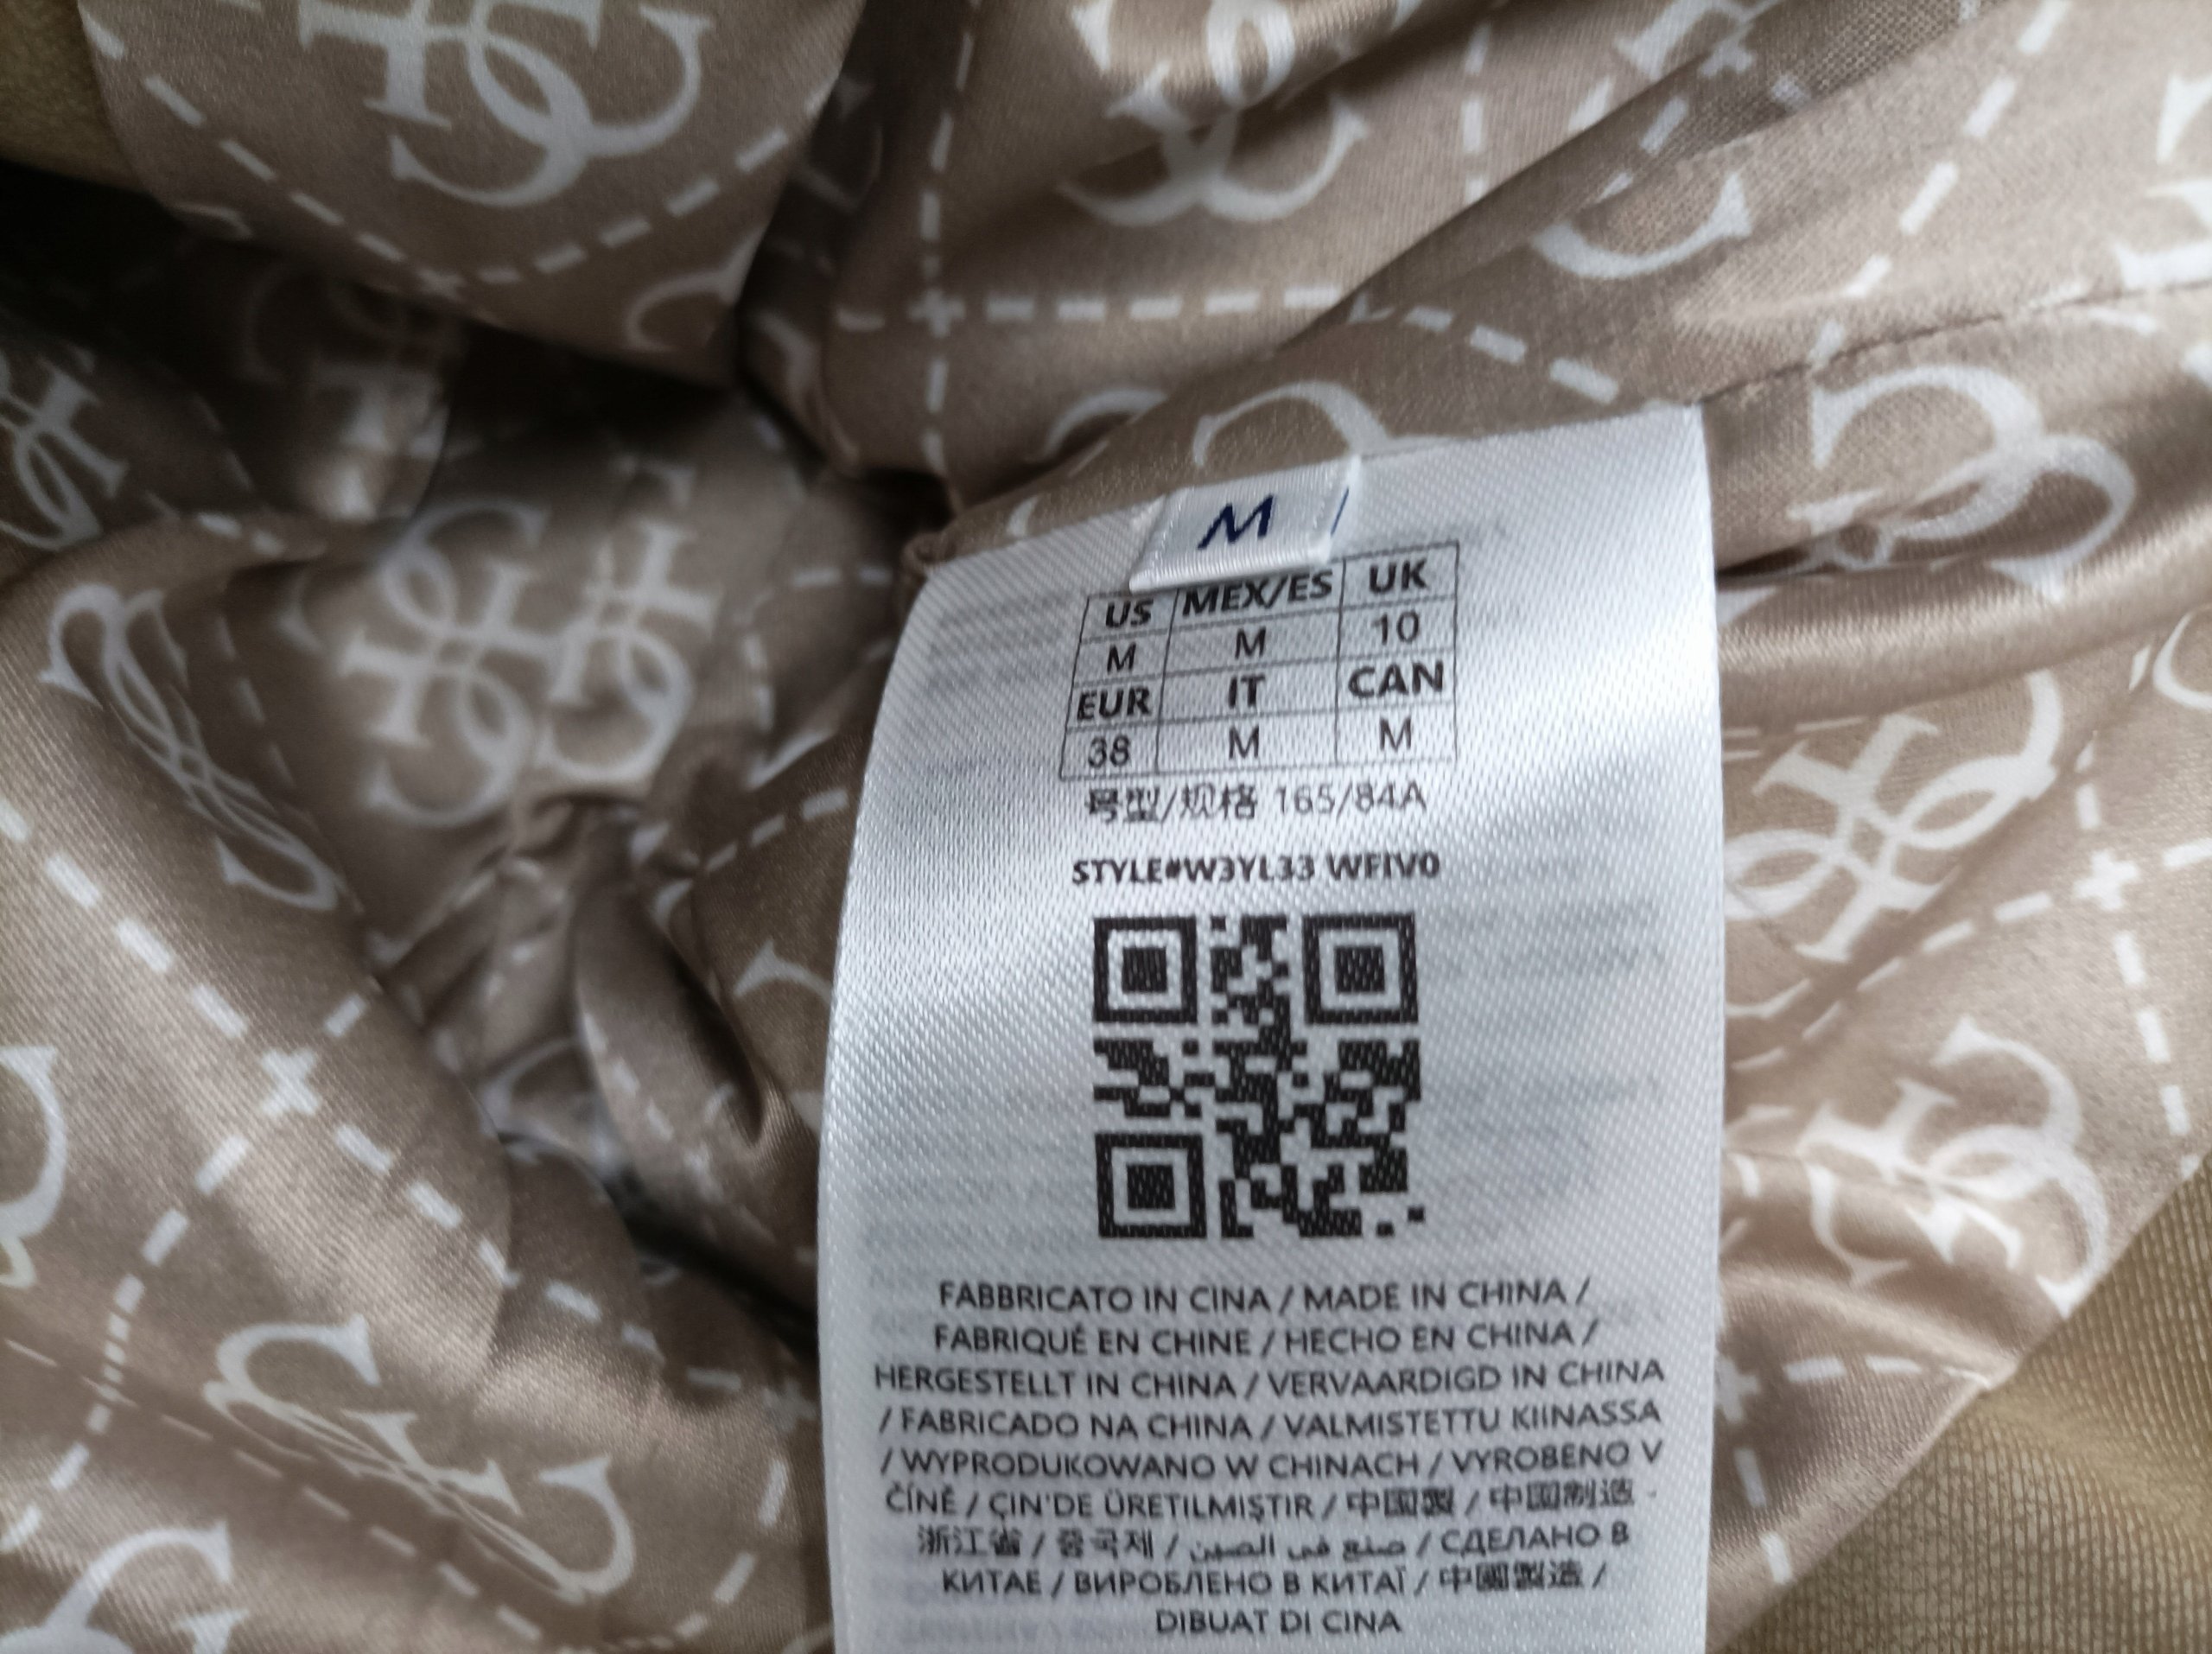 M
US MEX/ES UK
M M 10
EUR IT CAN
38 M M
号型/规格 165/84A
STYLE#W3YL33 WFIV0
FABBRICATO IN CINA / MADE IN CHINA /
FABRIQUÉ EN CHINE / HECHO EN CHINA /
HERGESTELLT IN CHINA / VERVAARDIGD IN CHINA
/ FABRICADO NA CHINA / VALMISTETTU KIINASSA
/ WYPRODUKOWANO W CHINACH / VYROBENO V
ČÍNĚ / ÇIN'DE ÜRETILMIŞTIR / 中国製 / 中国制造 -
浙江省 / 중국제 / صنع في الصين / СДЕЛАНО В
КИТАЕ / ВИРОБЛЕНО В КИТАЇ / 中國製造 /
DIBUAT DI CINA